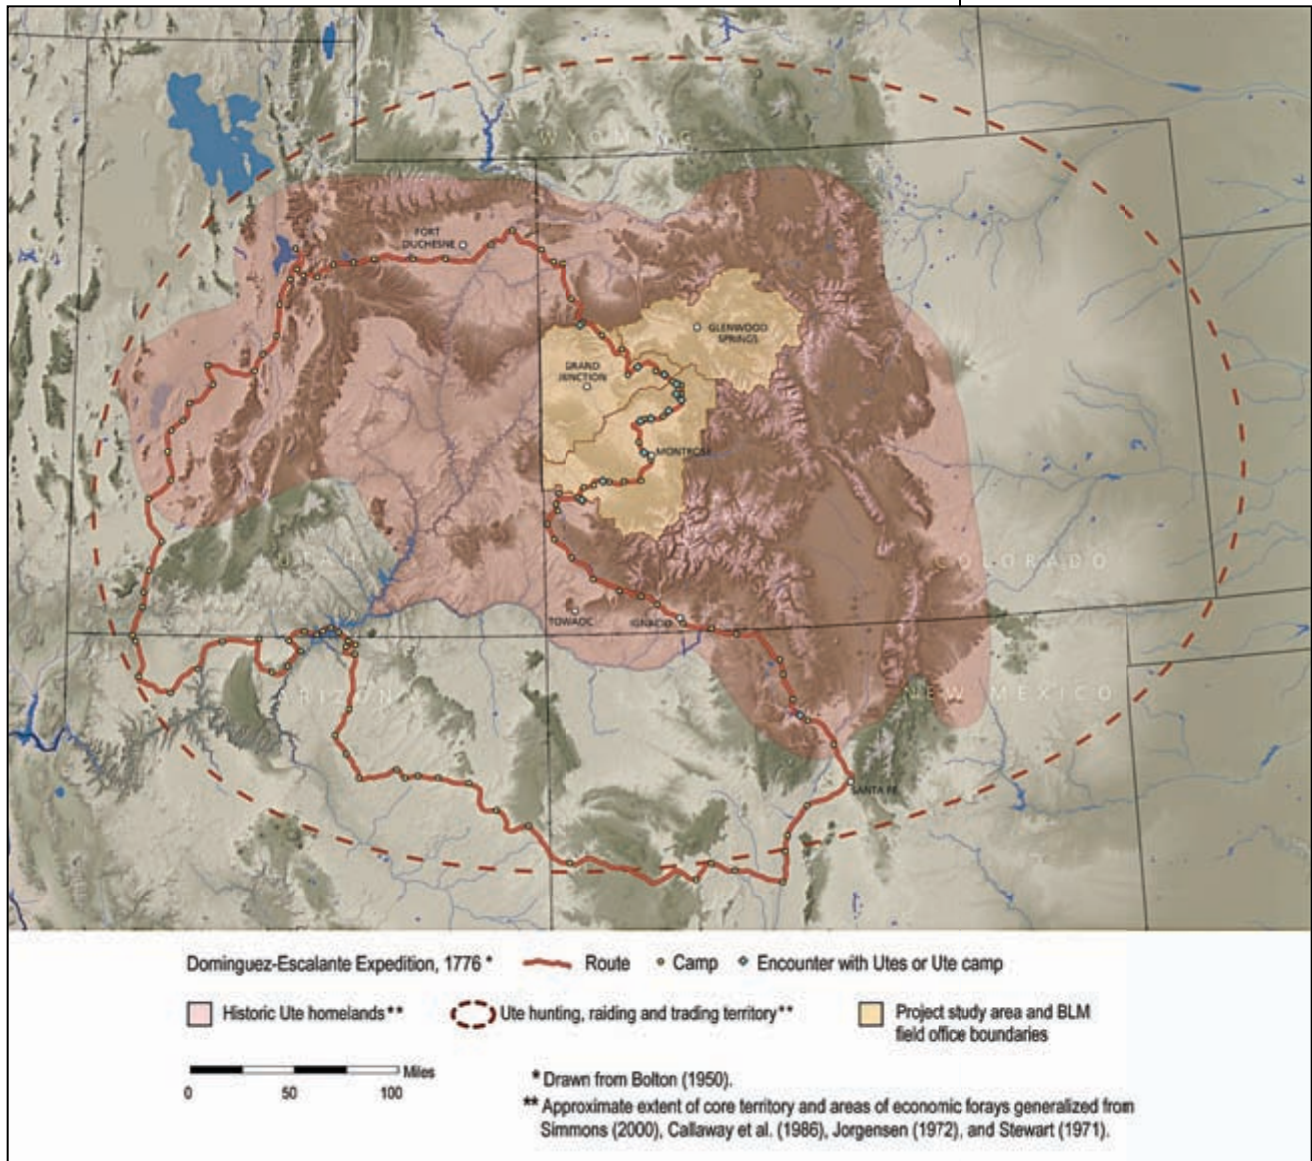 WYOMING
FORT
DUCHESNE
GLENWOOD
SPRINGS
GRAND
JUNCTION
MONTROSE
UTAH
COLORADO
TOWAOC
IGNACIO
ARIZONA
NEW MEXICO
SANTA FE
Dominguez-Escalante Expedition, 1776 * Route Camp Encounter with Utes or Ute camp
Historic Ute homelands** Ute hunting, raiding and trading territory** Project study area and BLM
field office boundaries
Miles
0 50 100
* Drawn from Bolton (1950).
** Approximate extent of core territory and areas of economic forays generalized from
Simmons (2000), Callaway et al. (1986), Jorgensen (1972), and Stewart (1971).